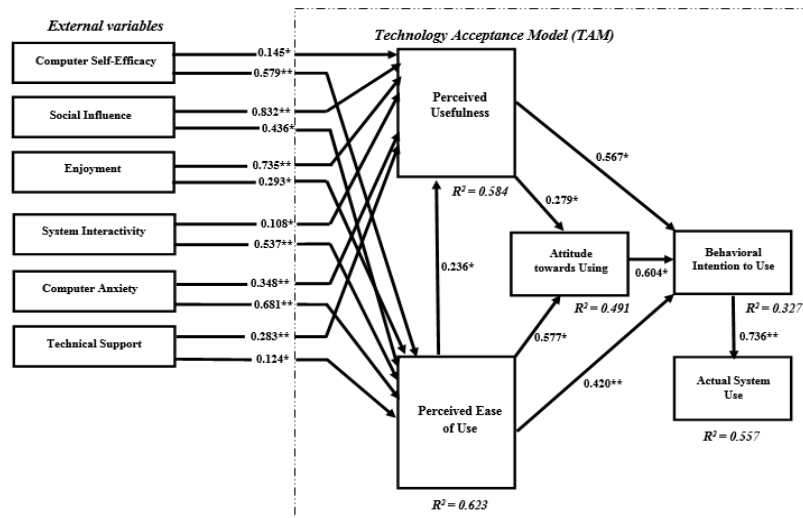 External variables
Technology Acceptance Model (TAM)
Computer Self-Efficacy
0.145*
0.579**
Social Influence
0.832**
0.436*
Enjoyment
0.735**
0.293*
System Interactivity
0.108*
0.537**
Computer Anxiety
0.348**
0.681**
Technical Support
0.283**
0.124*
Perceived
Usefulness
R² = 0.584
0.236*
Perceived Ease
of Use
R² = 0.623
0.567*
0.279*
Attitude
towards Using
R² = 0.491
0.577*
0.604*
0.420**
Behavioral
Intention to Use
R² = 0.327
0.736**
Actual System
Use
R² = 0.557